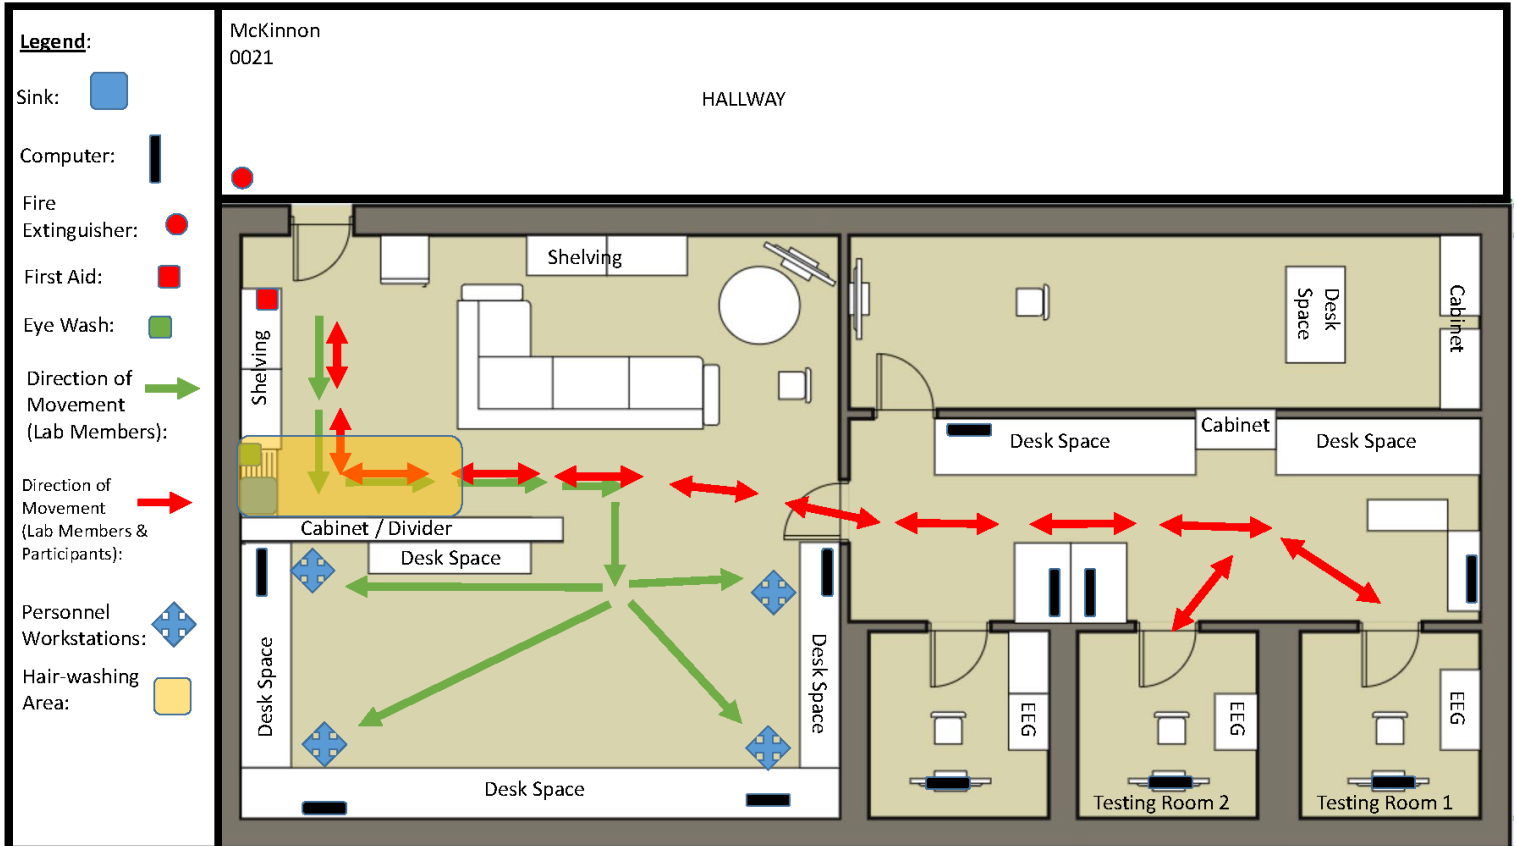 Legend:
Sink:
Computer:
Fire
Extinguisher:
First Aid:
Eye Wash:
Direction of
Movement
(Lab Members):
Direction of
Movement
(Lab Members &
Participants):
Personnel
Workstations:
Hair-washing
Area:
McKinnon
0021
HALLWAY
Shelving
Shelving
Cabinet / Divider
Desk Space
Desk Space
Desk Space
Desk Space
Desk
Space
Cabinet
Desk Space
Cabinet
Desk Space
EEG
EEG
EEG
Testing Room 2
Testing Room 1